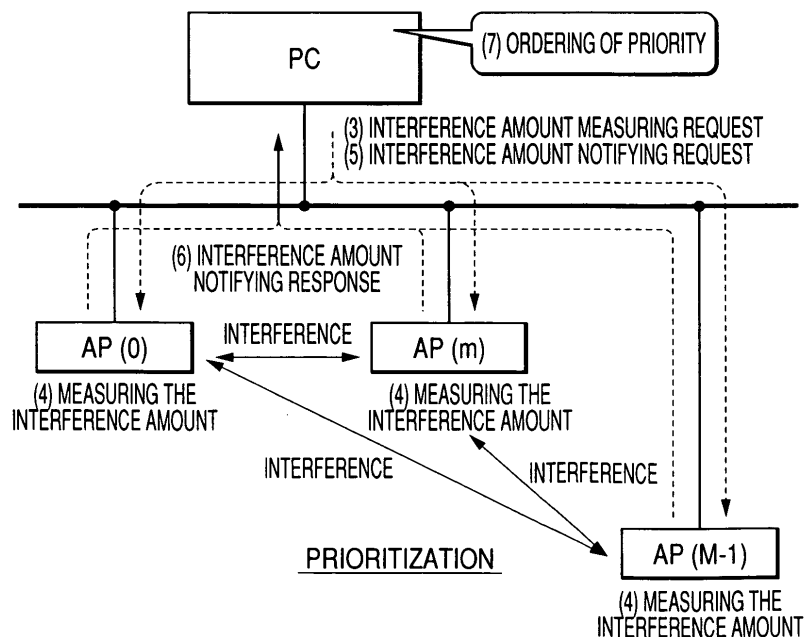 PC
(7) ORDERING OF PRIORITY
(3) INTERFERENCE AMOUNT MEASURING REQUEST
(5) INTERFERENCE AMOUNT NOTIFYING REQUEST
(6) INTERFERENCE AMOUNT
NOTIFYING RESPONSE
AP (0)
INTERFERENCE
AP (m)
(4) MEASURING THE
INTERFERENCE AMOUNT
(4) MEASURING THE
INTERFERENCE AMOUNT
INTERFERENCE
INTERFERENCE
PRIORITIZATION
AP (M-1)
(4) MEASURING THE
INTERFERENCE AMOUNT